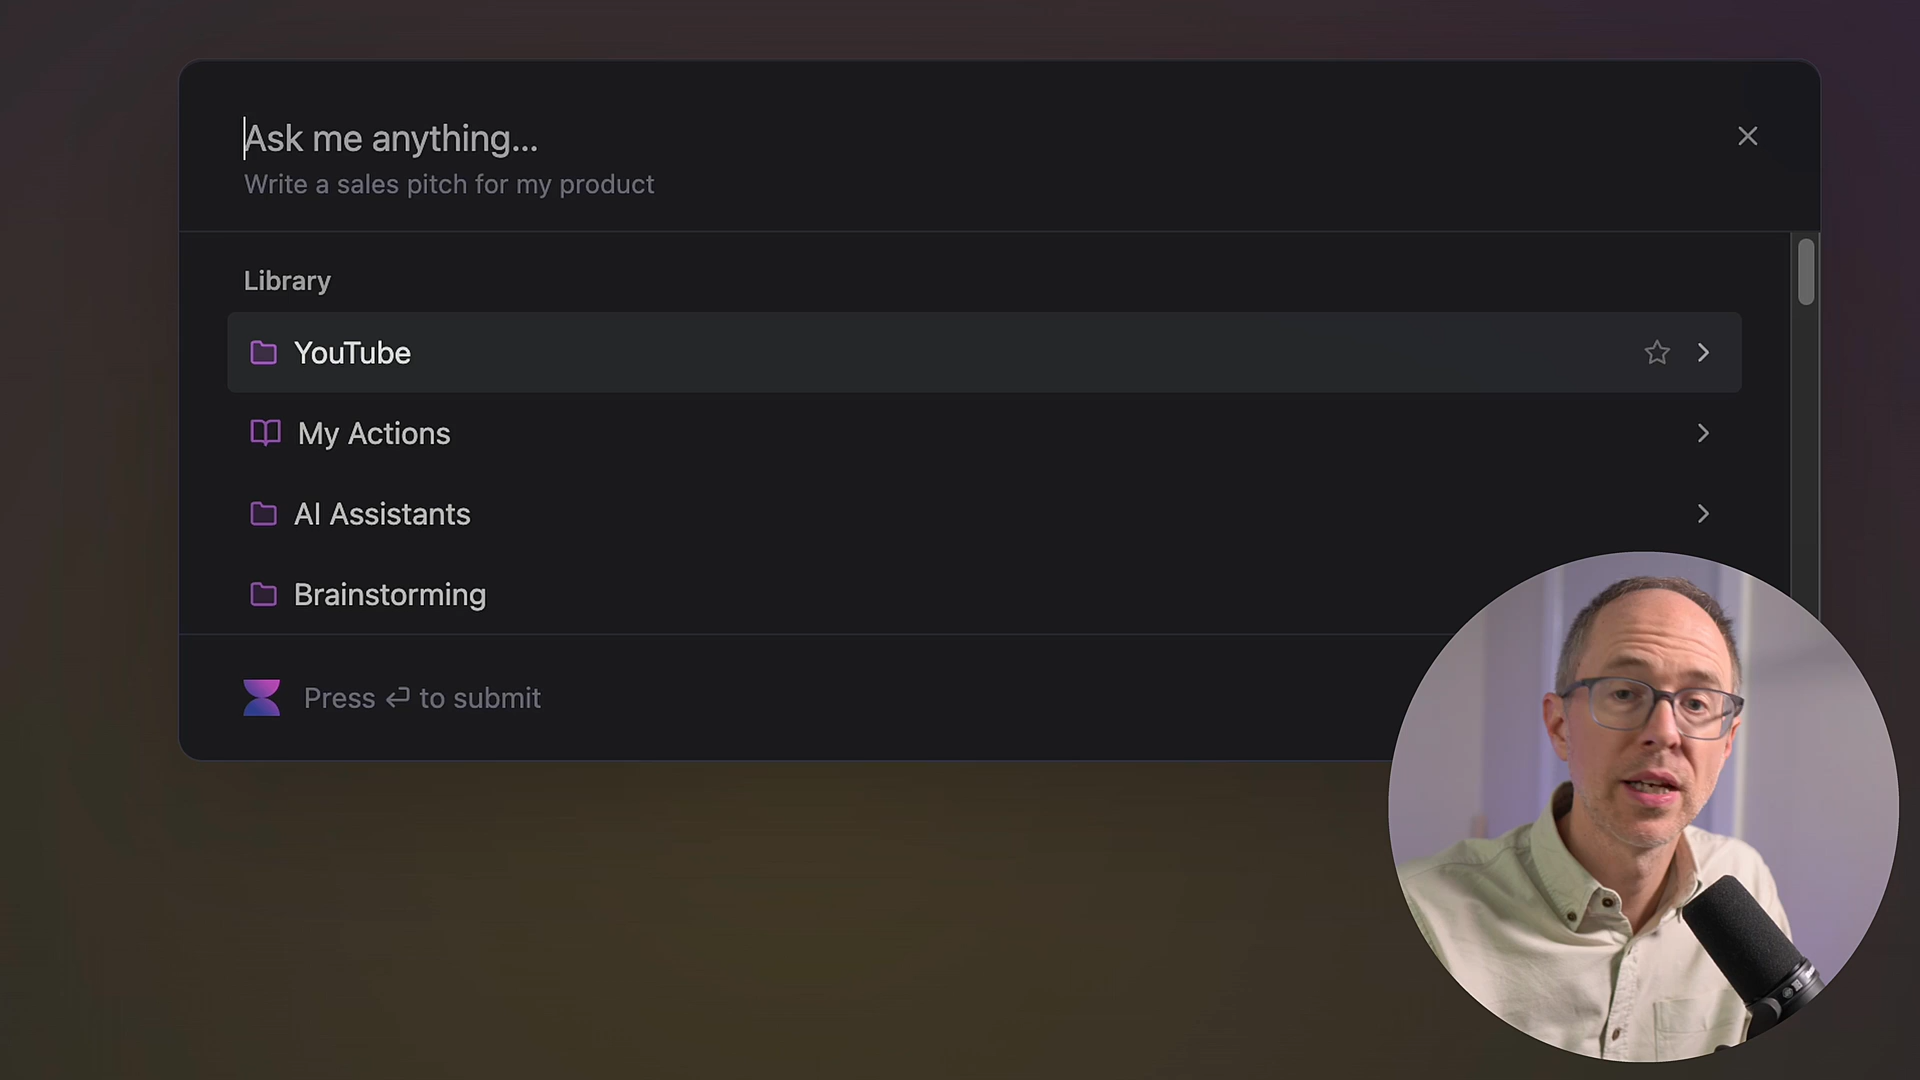 Ask me anything...
Write a sales pitch for my product
Library
YouTube
My Actions
AI Assistants
Brainstorming
Press ↵ to submit